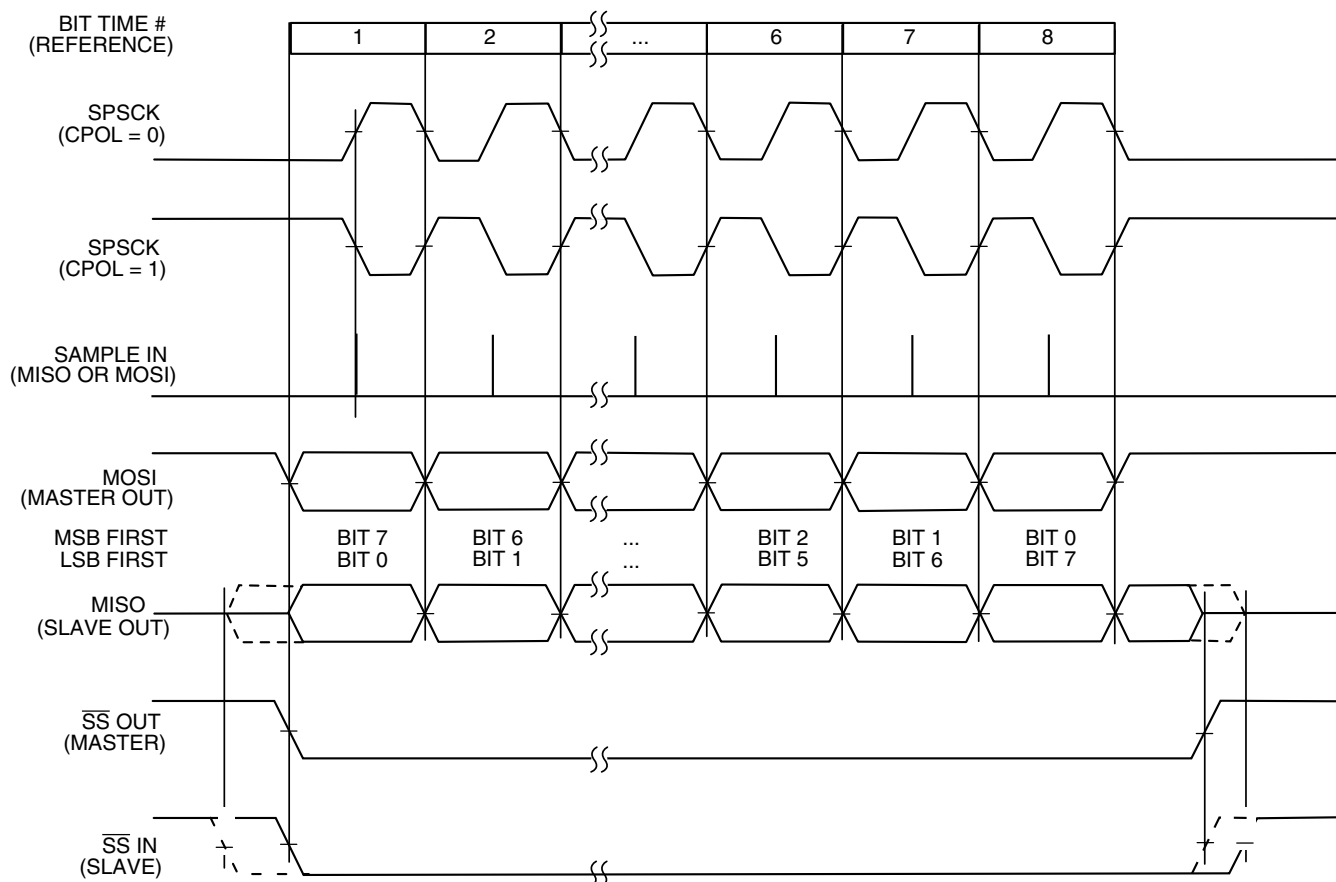 BIT TIME #
(REFERENCE)
1 2 ... 6 7 8
SPSCK
(CPOL = 0)
SPSCK
(CPOL = 1)
SAMPLE IN
(MISO OR MOSI)
MOSI
(MASTER OUT)
MSB FIRST BIT 7 BIT 6 ... BIT 2 BIT 1 BIT 0
LSB FIRST BIT 0 BIT 1 ... BIT 5 BIT 6 BIT 7
MISO
(SLAVE OUT)
S̅S̅ OUT
(MASTER)
S̅S̅ IN
(SLAVE)